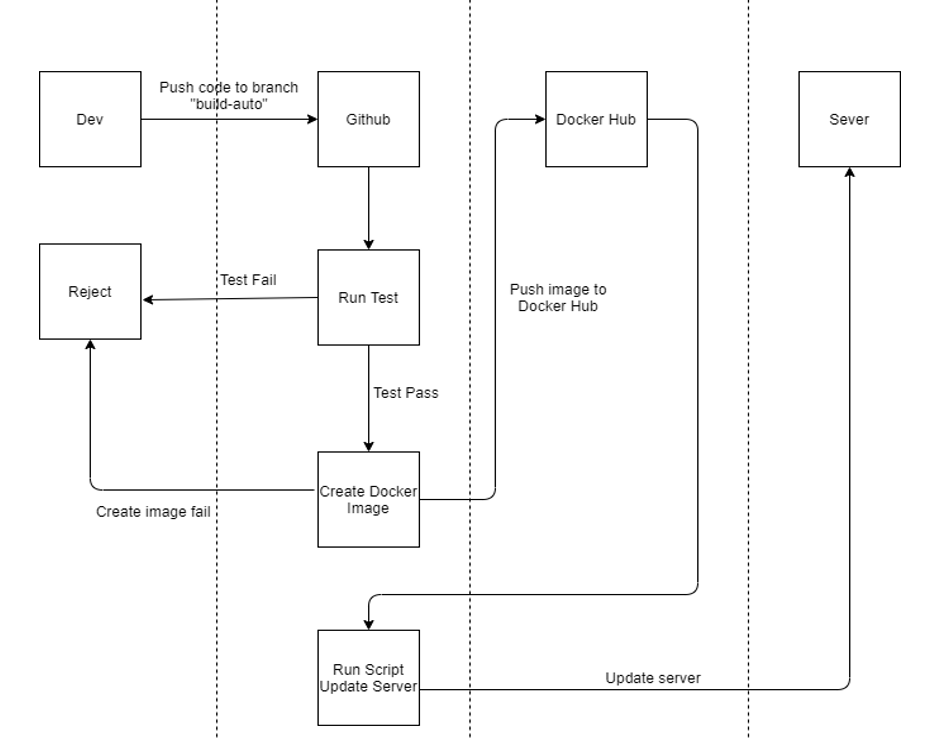 Push code to branch
"build-auto"
Dev
Github
Docker Hub
Sever
Test Fail
Reject
Run Test
Push image to
Docker Hub
Test Pass
Create Docker
Image
Create image fail
Run Script
Update Server
Update server